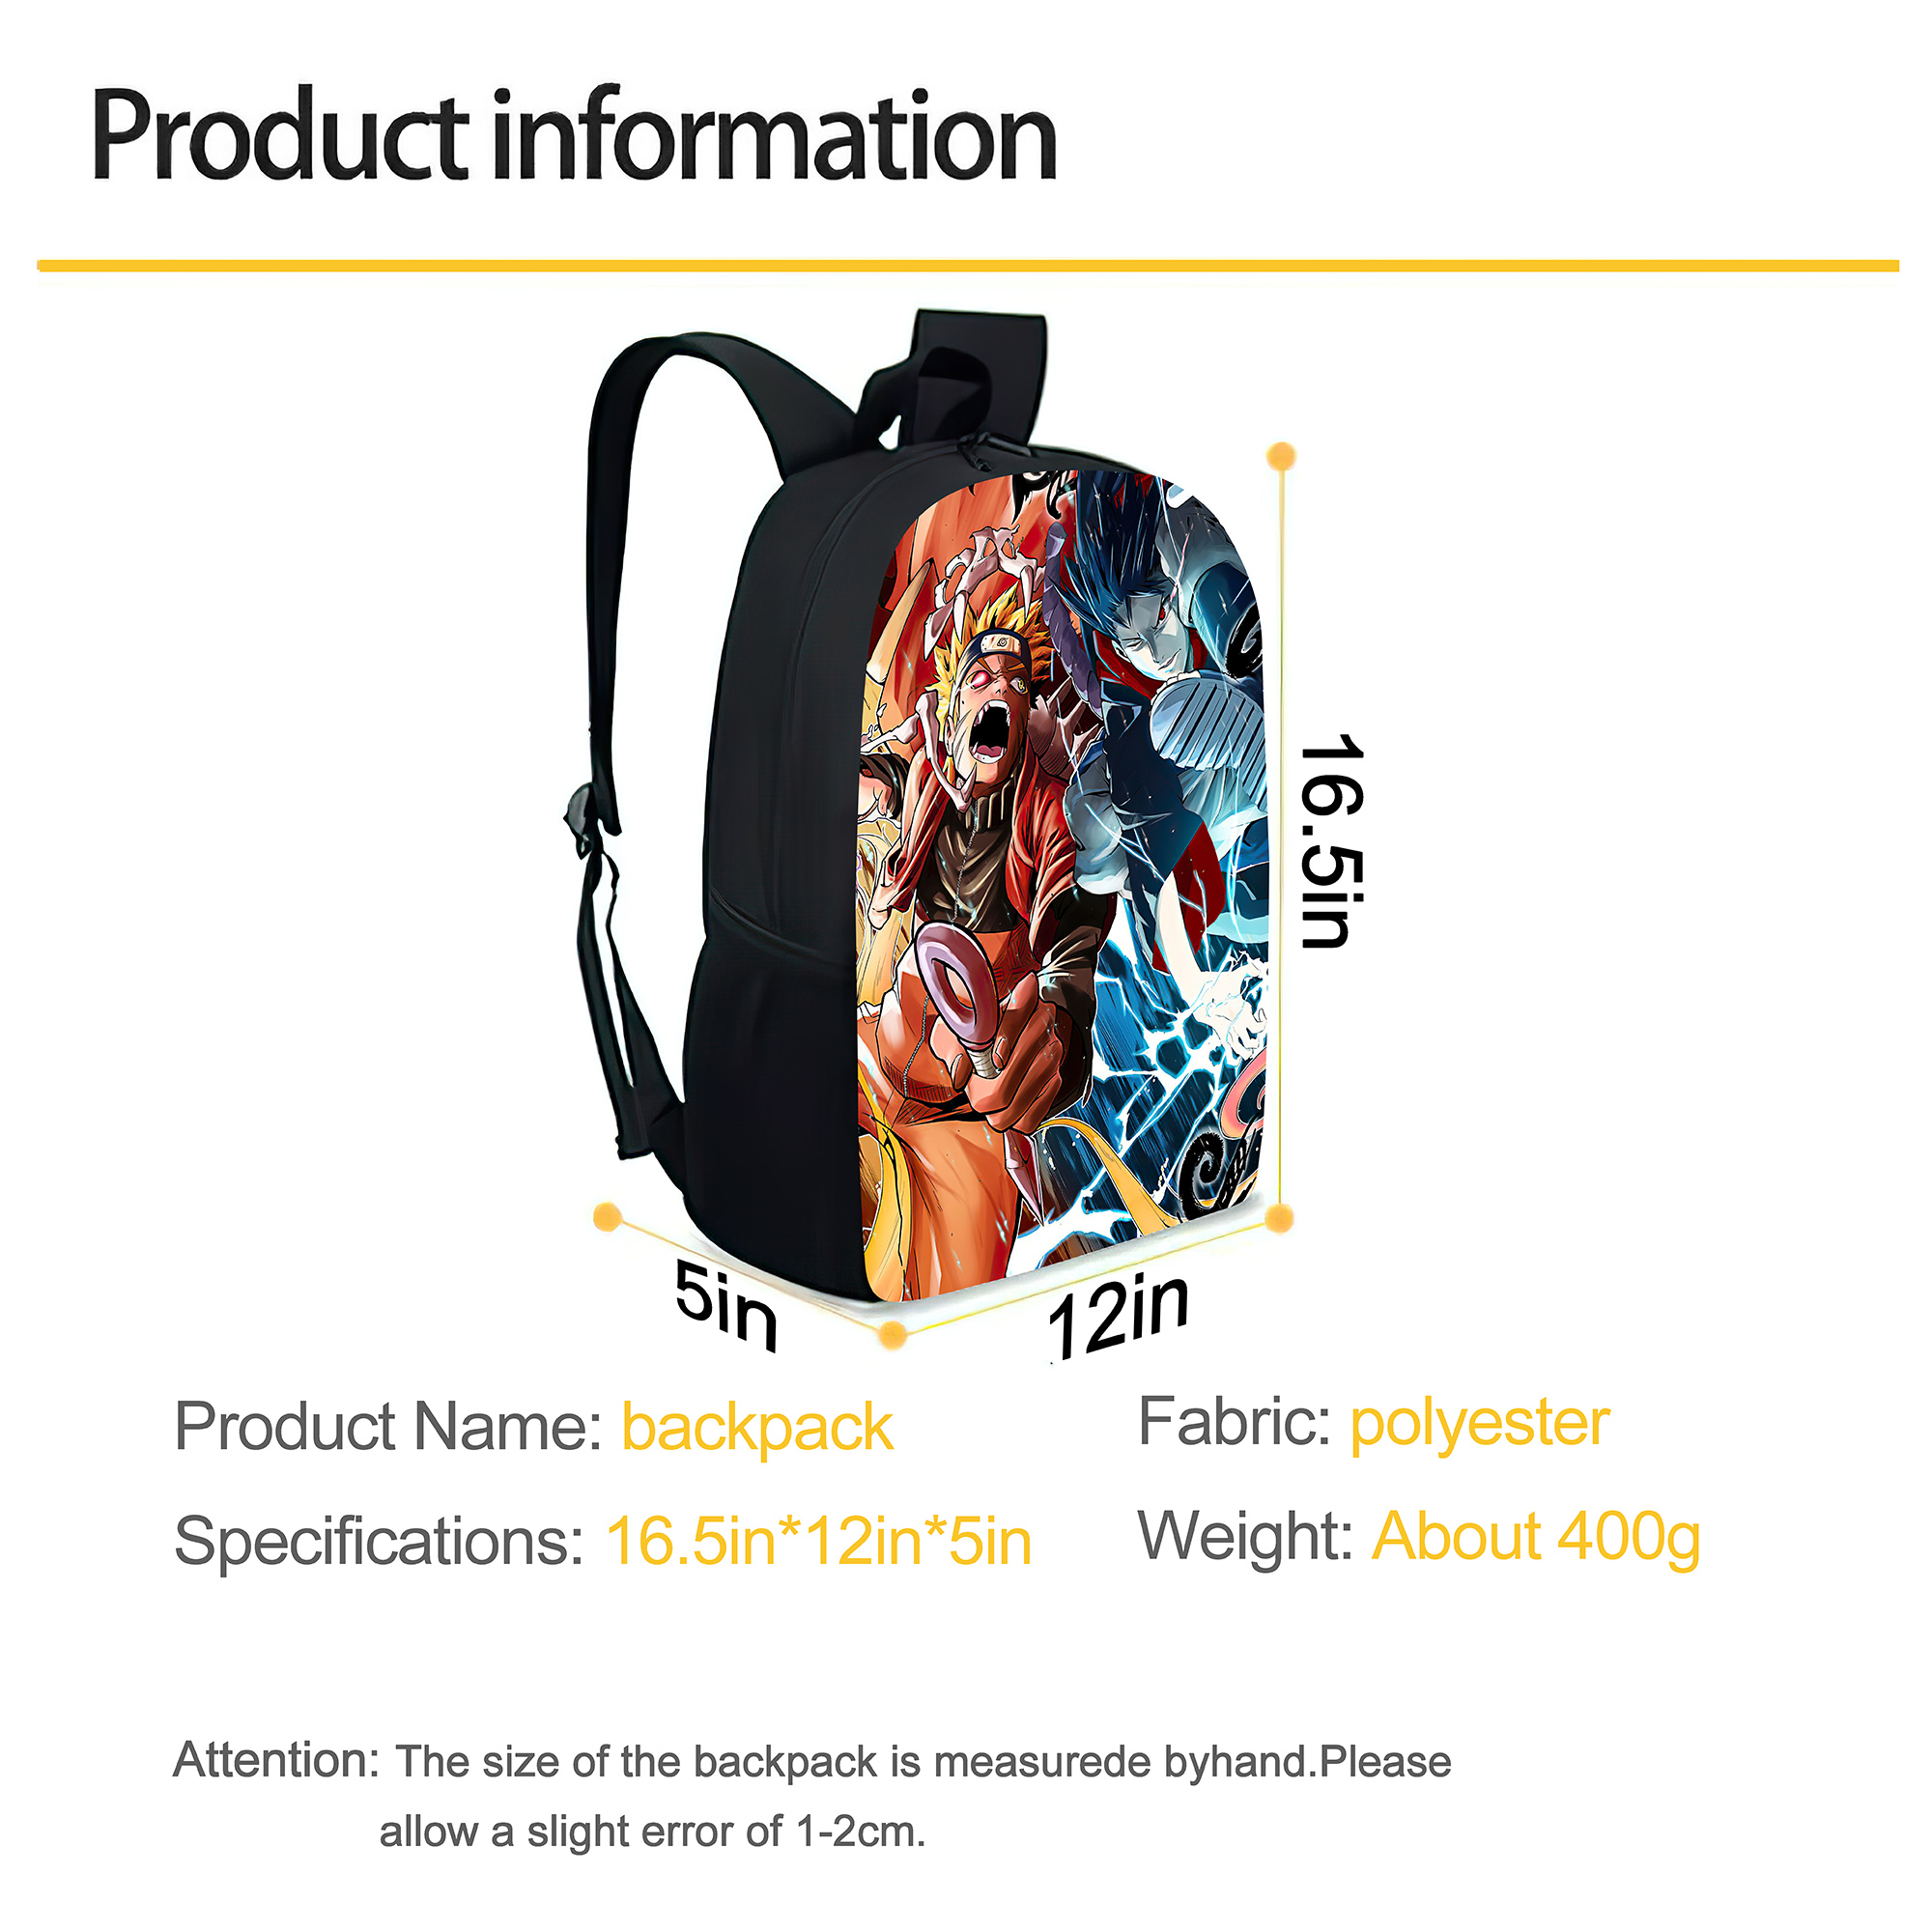 Product information
16.5in
5in
12in
Product Name: backpack
Fabric: polyester
Specifications: 16.5in*12in*5in
Weight: About 400g
Attention: The size of the backpack is measurede byhand.Please
allow a slight error of 1-2cm.